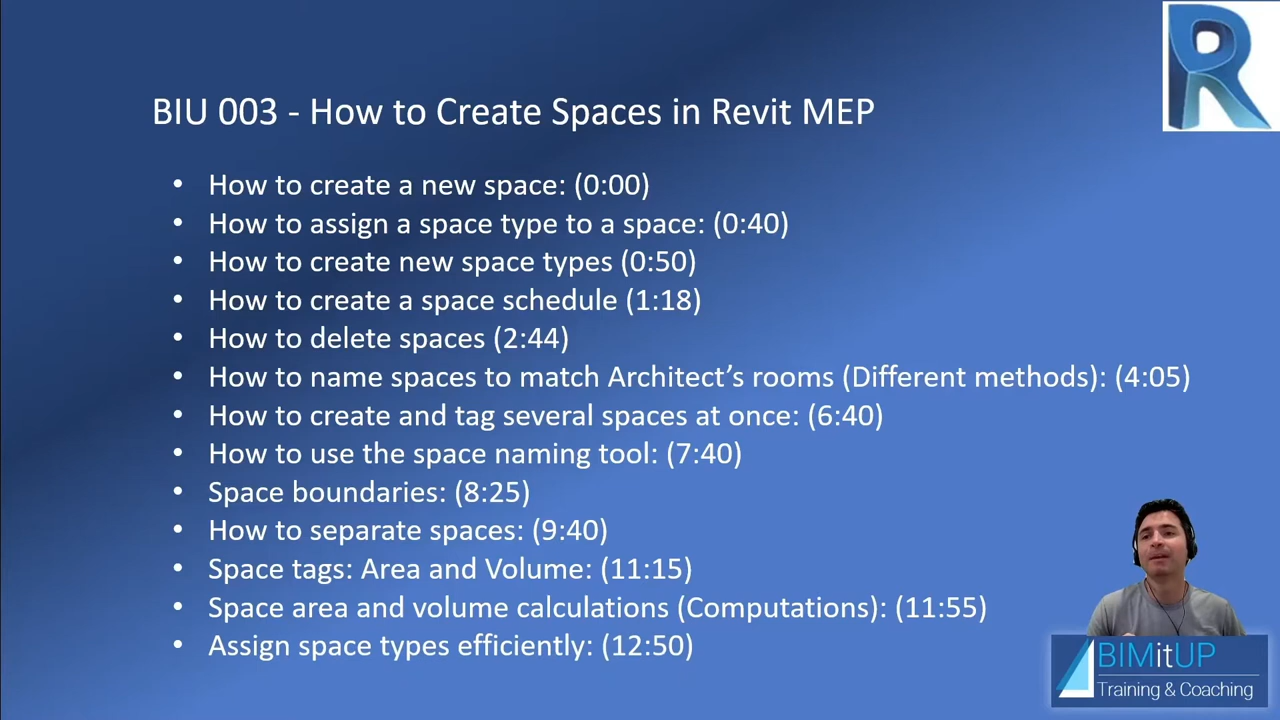 BIU 003 - How to Create Spaces in Revit MEP
• How to create a new space: (0:00)
• How to assign a space type to a space: (0:40)
• How to create new space types (0:50)
• How to create a space schedule (1:18)
• How to delete spaces (2:44)
• How to name spaces to match Architect’s rooms (Different methods): (4:05)
• How to create and tag several spaces at once: (6:40)
• How to use the space naming tool: (7:40)
• Space boundaries: (8:25)
• How to separate spaces: (9:40)
• Space tags: Area and Volume: (11:15)
• Space area and volume calculations (Computations): (11:55)
• Assign space types efficiently: (12:50)
R
BIMitUP
Training & Coaching